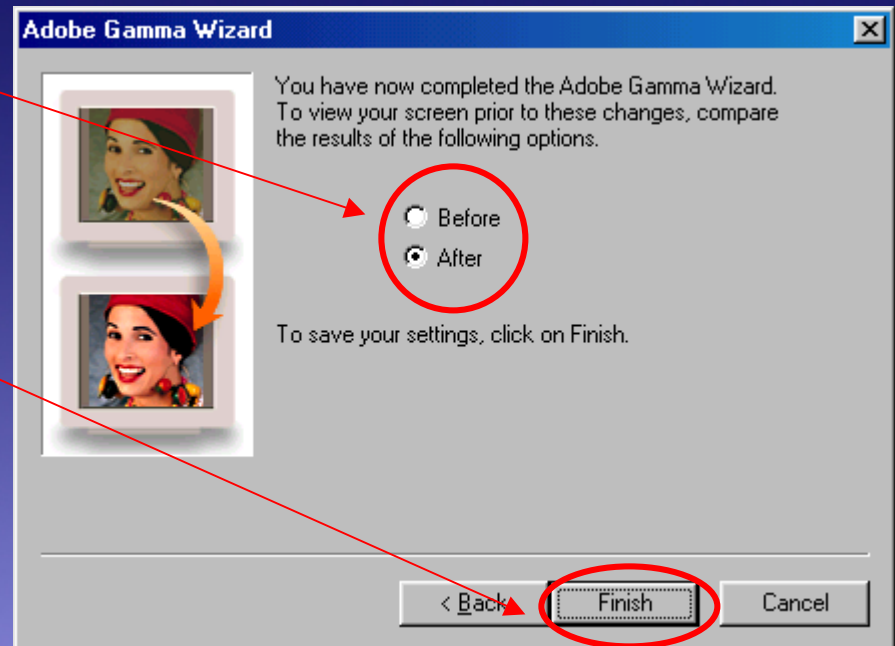 Adobe Gamma Wizard
You have now completed the Adobe Gamma Wizard.
To view your screen prior to these changes, compare
the results of the following options.
Before
After
To save your settings, click on Finish.
< Back
Finish
Cancel